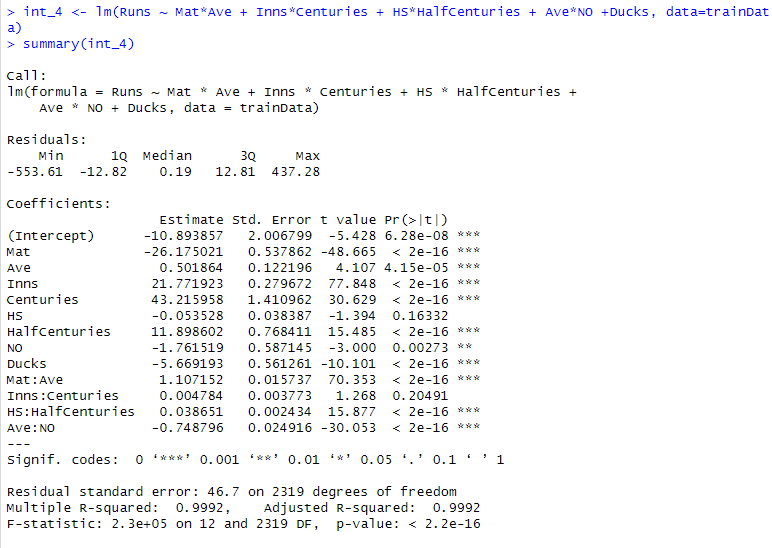 > int_4 <- lm(Runs ~ Mat*Ave + Inns*Centuries + HS*HalfCenturies + Ave*NO +Ducks, data=trainDat
a)
> summary(int_4)
Call:
lm(formula = Runs ~ Mat * Ave + Inns * Centuries + HS * HalfCenturies +
    Ave * NO + Ducks, data = trainData)
Residuals:
    Min      1Q  Median      3Q     Max
-553.61  -12.82    0.19   12.81  437.28
Coefficients:
                   Estimate Std. Error t value Pr(>|t|)
(Intercept)      -10.893857   2.006799  -5.428 6.28e-08 ***
Mat              -26.175021   0.537862 -48.665  < 2e-16 ***
Ave                0.501864   0.122196   4.107 4.15e-05 ***
Inns              21.771923   0.279672  77.848  < 2e-16 ***
Centuries         43.215958   1.410962  30.629  < 2e-16 ***
HS                -0.053528   0.038387  -1.394  0.16332
HalfCenturies     11.898602   0.768411  15.485  < 2e-16 ***
NO                -1.761519   0.587145  -3.000  0.00273 **
Ducks             -5.669193   0.561261 -10.101  < 2e-16 ***
Mat:Ave            1.107152   0.015737  70.353  < 2e-16 ***
Inns:Centuries     0.004784   0.003773   1.268  0.20491
HS:HalfCenturies   0.038651   0.002434  15.877  < 2e-16 ***
Ave:NO            -0.748796   0.024916 -30.053  < 2e-16 ***
---
Signif. codes:  0 ‘***’ 0.001 ‘**’ 0.01 ‘*’ 0.05 ‘.’ 0.1 ‘ ’ 1
Residual standard error: 46.7 on 2319 degrees of freedom
Multiple R-squared:  0.9992,    Adjusted R-squared:  0.9992
F-statistic: 2.3e+05 on 12 and 2319 DF,  p-value: < 2.2e-16